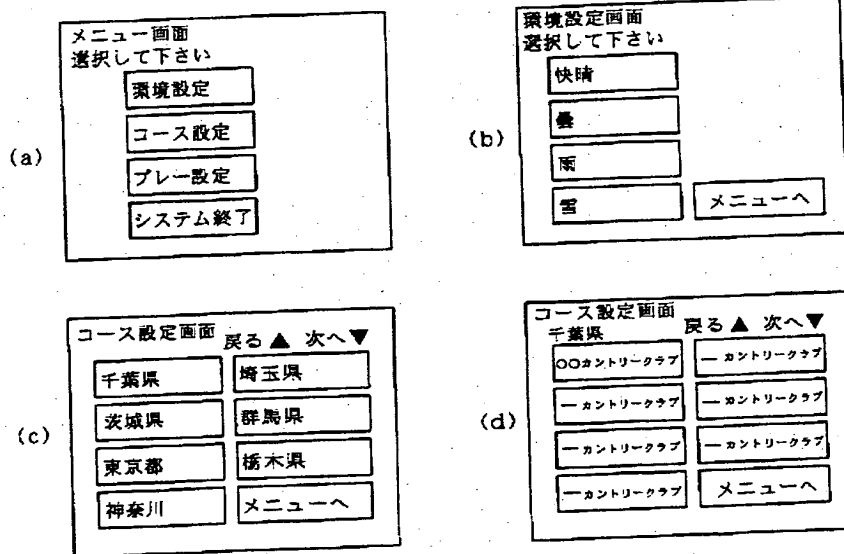 (a)
メニュー画面
選択して下さい
環境設定
コース設定
プレー設定
システム終了
(b)
環境設定画面
選択して下さい
快晴
曇
雨
雪
メニューへ
(c)
コース設定画面 戻る▲ 次へ▼
千葉県 埼玉県
茨城県 群馬県
東京都 栃木県
神奈川 メニューへ
(d)
コース設定画面
千葉県 戻る▲ 次へ▼
○○カントリークラブ ーカントリークラブ
ーカントリークラブ ーカントリークラブ
ーカントリークラブ ーカントリークラブ
ーカントリークラブ メニューへ